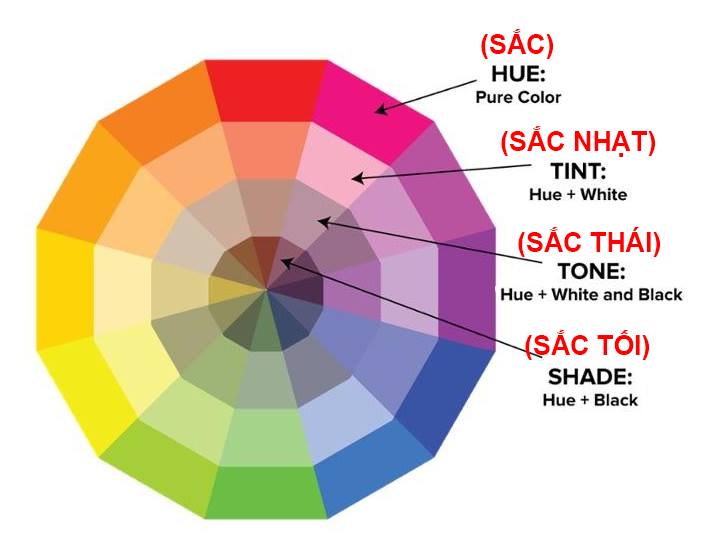 (SẮC)
HUE:
Pure Color
(SẮC NHẠT)
TINT:
Hue + White
(SẮC THÁI)
TONE:
Hue + White and Black
(SẮC TỐI)
SHADE:
Hue + Black